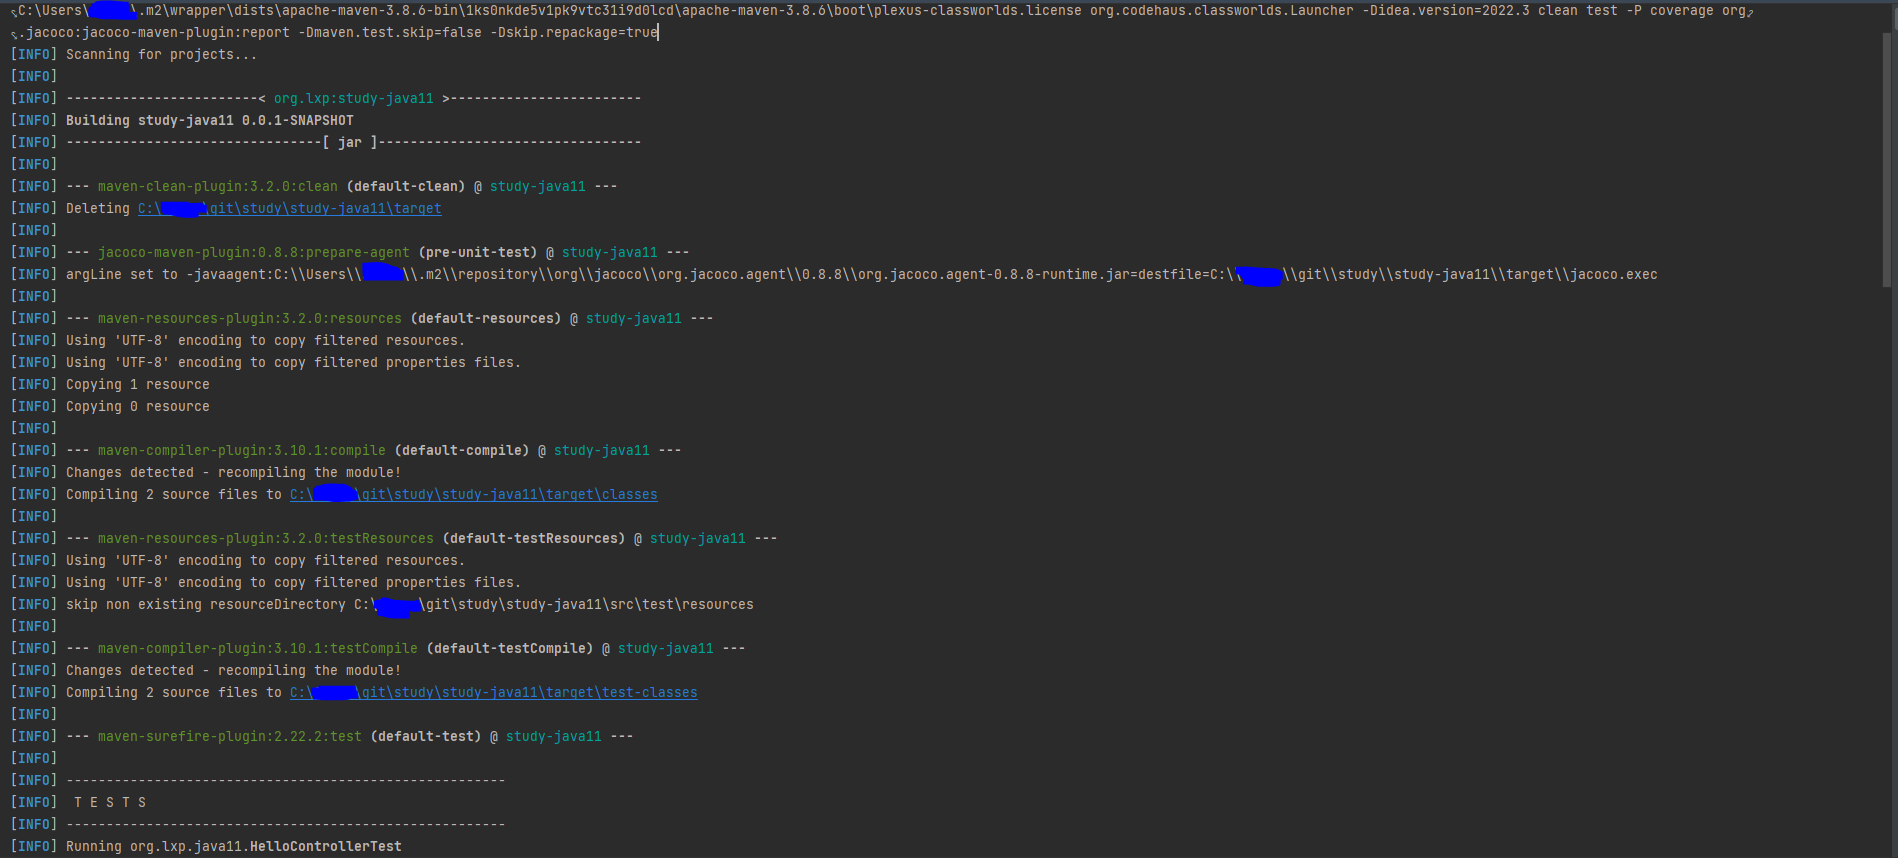 C:\Users\ \.m2\wrapper\dists\apache-maven-3.8.6-bin\1ks0nkde5v1pk9vtc31i9d0lcd\apache-maven-3.8.6\boot\plexus-classworlds.license org.codehaus.classworlds.Launcher -Didea.version=2022.3 clean test -P coverage org
.jacoco:jacoco-maven-plugin:report -Dmaven.test.skip=false -Dskip.repackage=true
[INFO] Scanning for projects...
[INFO]
[INFO] ------------------------< org.lxp:study-java11 >------------------------
[INFO] Building study-java11 0.0.1-SNAPSHOT
[INFO] --------------------------------[ jar ]---------------------------------
[INFO]
[INFO] --- maven-clean-plugin:3.2.0:clean (default-clean) @ study-java11 ---
[INFO] Deleting C:\ \git\study\study-java11\target
[INFO]
[INFO] --- jacoco-maven-plugin:0.8.8:prepare-agent (pre-unit-test) @ study-java11 ---
[INFO] argLine set to -javaagent:C:\\Users\\ \\.m2\\repository\\org\\jacoco\\org.jacoco.agent\\0.8.8\\org.jacoco.agent-0.8.8-runtime.jar=destfile=C:\\ \\git\\study\\study-java11\\target\\jacoco.exec
[INFO]
[INFO] --- maven-resources-plugin:3.2.0:resources (default-resources) @ study-java11 ---
[INFO] Using 'UTF-8' encoding to copy filtered resources.
[INFO] Using 'UTF-8' encoding to copy filtered properties files.
[INFO] Copying 1 resource
[INFO] Copying 0 resource
[INFO]
[INFO] --- maven-compiler-plugin:3.10.1:compile (default-compile) @ study-java11 ---
[INFO] Changes detected - recompiling the module!
[INFO] Compiling 2 source files to C:\ \git\study\study-java11\target\classes
[INFO]
[INFO] --- maven-resources-plugin:3.2.0:testResources (default-testResources) @ study-java11 ---
[INFO] Using 'UTF-8' encoding to copy filtered resources.
[INFO] Using 'UTF-8' encoding to copy filtered properties files.
[INFO] skip non existing resourceDirectory C:\ \git\study\study-java11\src\test\resources
[INFO]
[INFO] --- maven-compiler-plugin:3.10.1:testCompile (default-testCompile) @ study-java11 ---
[INFO] Changes detected - recompiling the module!
[INFO] Compiling 2 source files to C:\ \git\study\study-java11\target\test-classes
[INFO]
[INFO] --- maven-surefire-plugin:2.22.2:test (default-test) @ study-java11 ---
[INFO]
[INFO] -------------------------------------------------------
[INFO]  T E S T S
[INFO] -------------------------------------------------------
[INFO] Running org.lxp.java11.HelloControllerTest